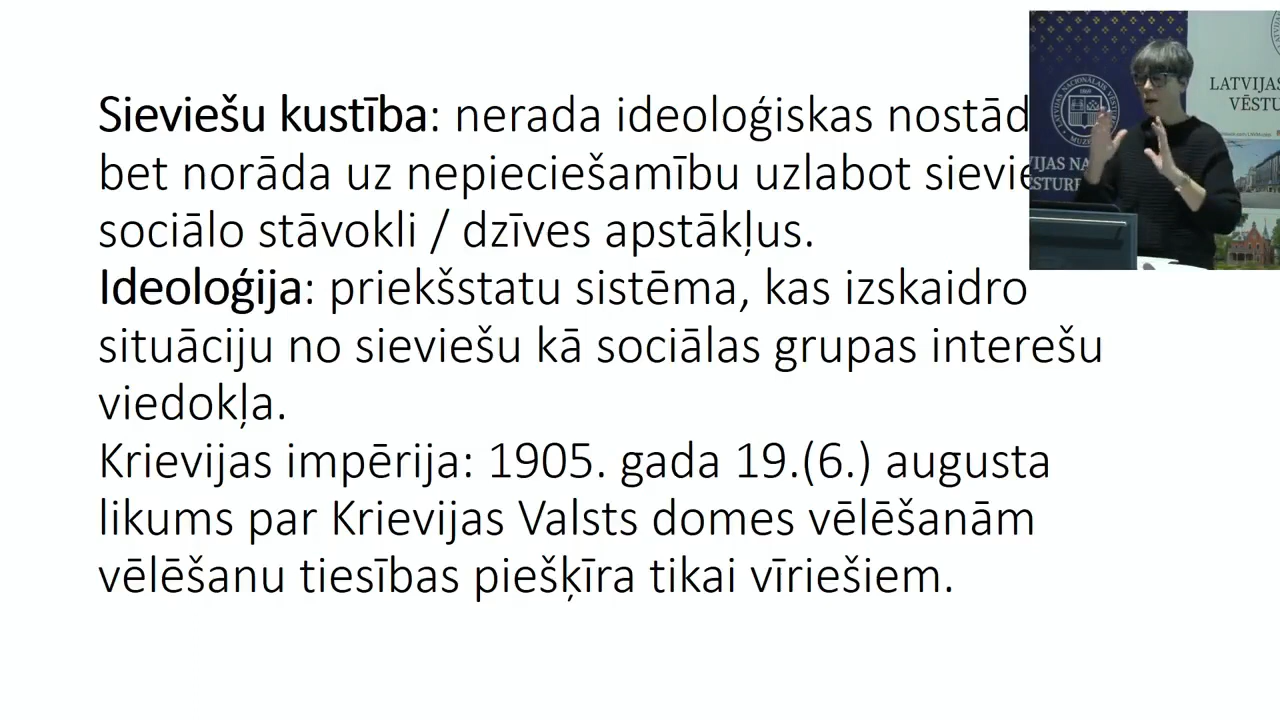 Sieviešu kustība: nerada ideoloģiskas
bet norāda uz nepieciešamību uzlabot
sociālo stāvokli / dzīves apstākļus.
Ideoloģija: priekšstatu sistēma, kas izskaidro
situāciju no sieviešu kā sociālas grupas interešu
viedokļa.
Krievijas impērija: 1905. gada 19.(6.) augusta
likums par Krievijas Valsts domes vēlēšanām
vēlēšanu tiesības piešķīra tikai vīriešiem.
LATVIJAS